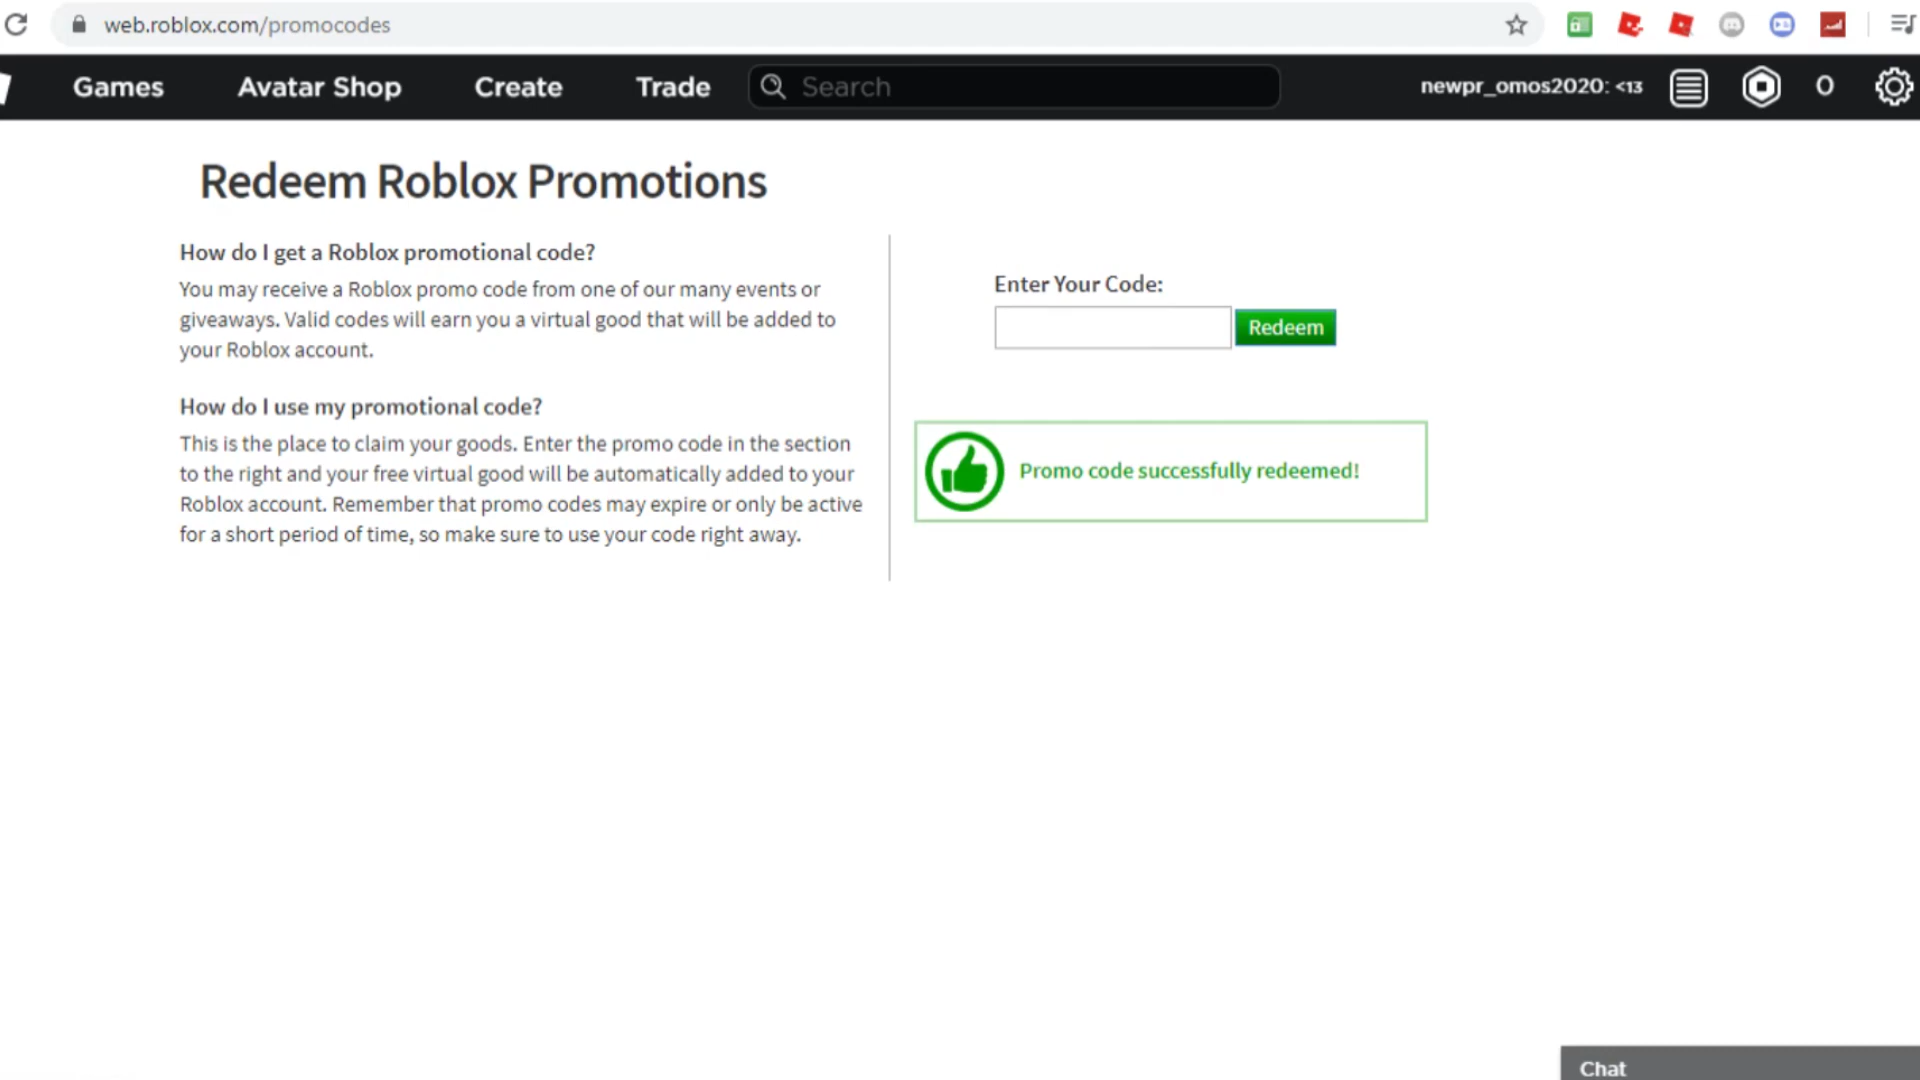 web.roblox.com/promocodes
Games Avatar Shop Create Trade Search newpr_omos2020: <13 0
Redeem Roblox Promotions
How do I get a Roblox promotional code?
You may receive a Roblox promo code from one of our many events or
giveaways. Valid codes will earn you a virtual good that will be added to
your Roblox account.
How do I use my promotional code?
This is the place to claim your goods. Enter the promo code in the section
to the right and your free virtual good will be automatically added to your
Roblox account. Remember that promo codes may expire or only be active
for a short period of time, so make sure to use your code right away.
Enter Your Code:
Redeem
Promo code successfully redeemed!
Chat